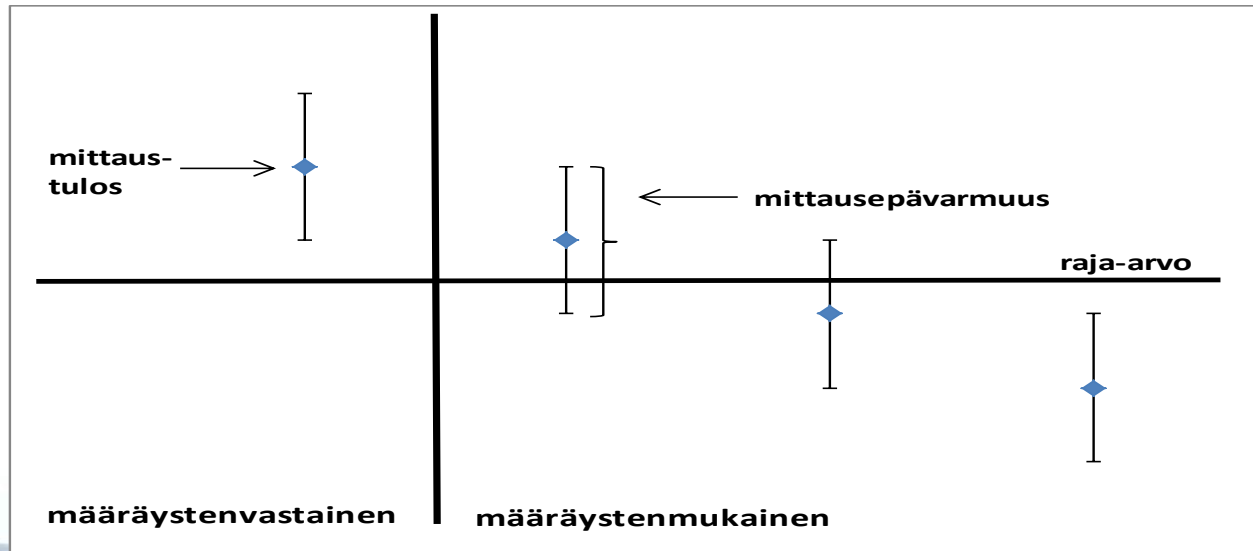 mittaus-
tulos
mittausepävarmuus
raja-arvo
määräystenvastainen
määräystenmukainen